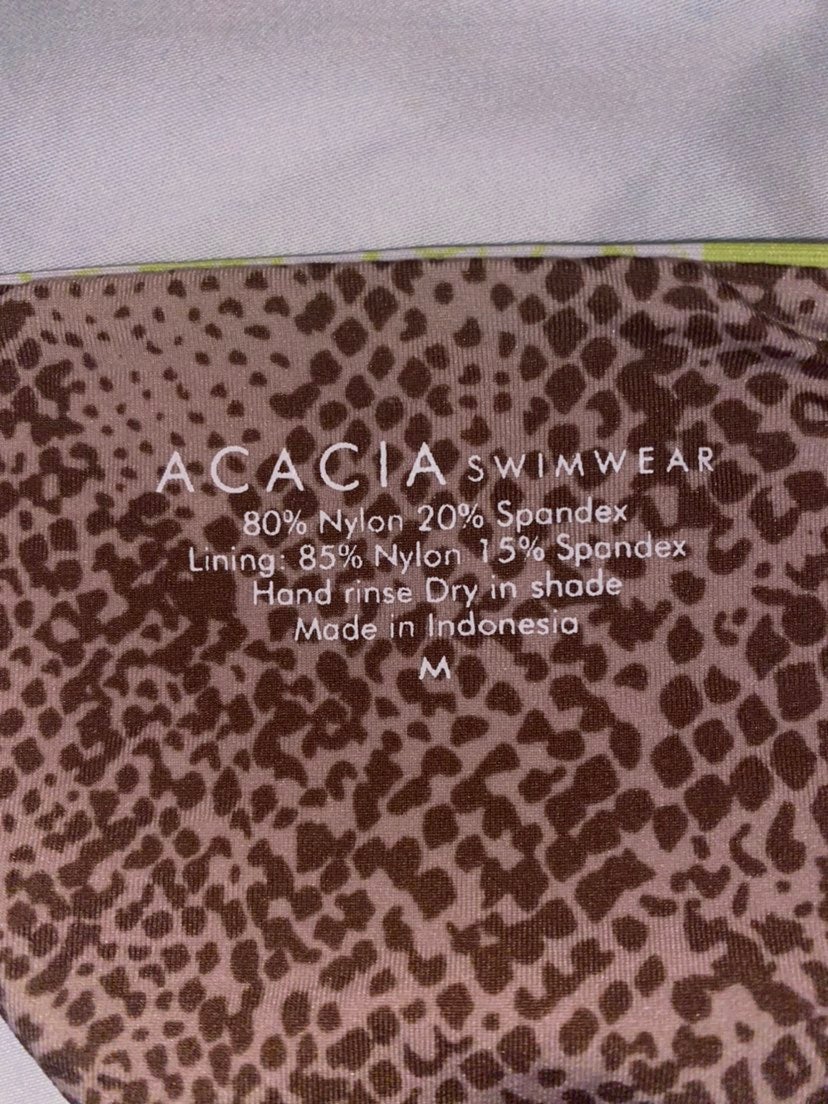 ACACIA SWIMWEAR
80% Nylon 20% Spandex
Lining: 85% Nylon 15% Spandex
Hand rinse Dry in shade
Made in Indonesia
M